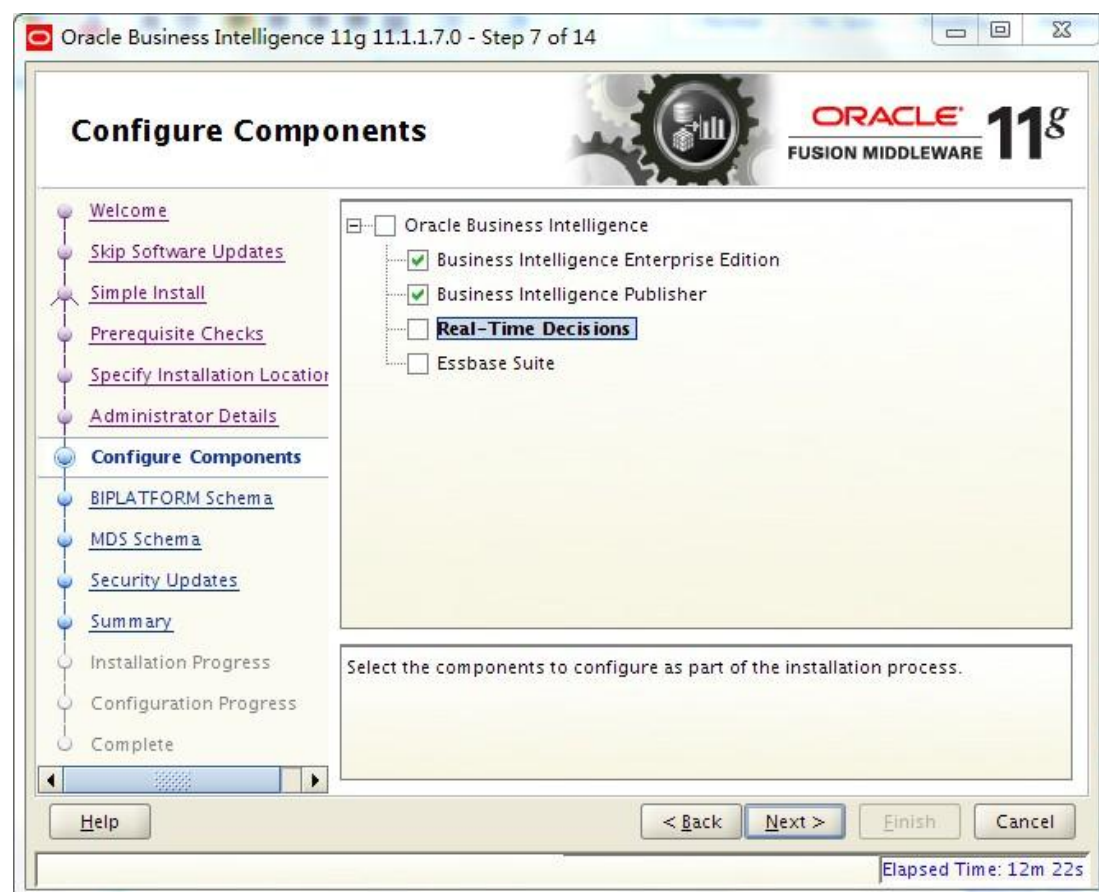 Oracle Business Intelligence 11g 11.1.1.7.0 - Step 7 of 14
Configure Components
ORACLE
FUSION MIDDLEWARE
11g
Welcome
Skip Software Updates
Simple Install
Prerequisite Checks
Specify Installation Location
Administrator Details
Configure Components
BIPLATFORM Schema
MDS Schema
Security Updates
Summary
Installation Progress
Configuration Progress
Complete
Oracle Business Intelligence
Business Intelligence Enterprise Edition
Business Intelligence Publisher
Real-Time Decisions
Essbase Suite
Select the components to configure as part of the installation process.
Help
< Back
Next >
Finish
Cancel
Elapsed Time: 12m 22s